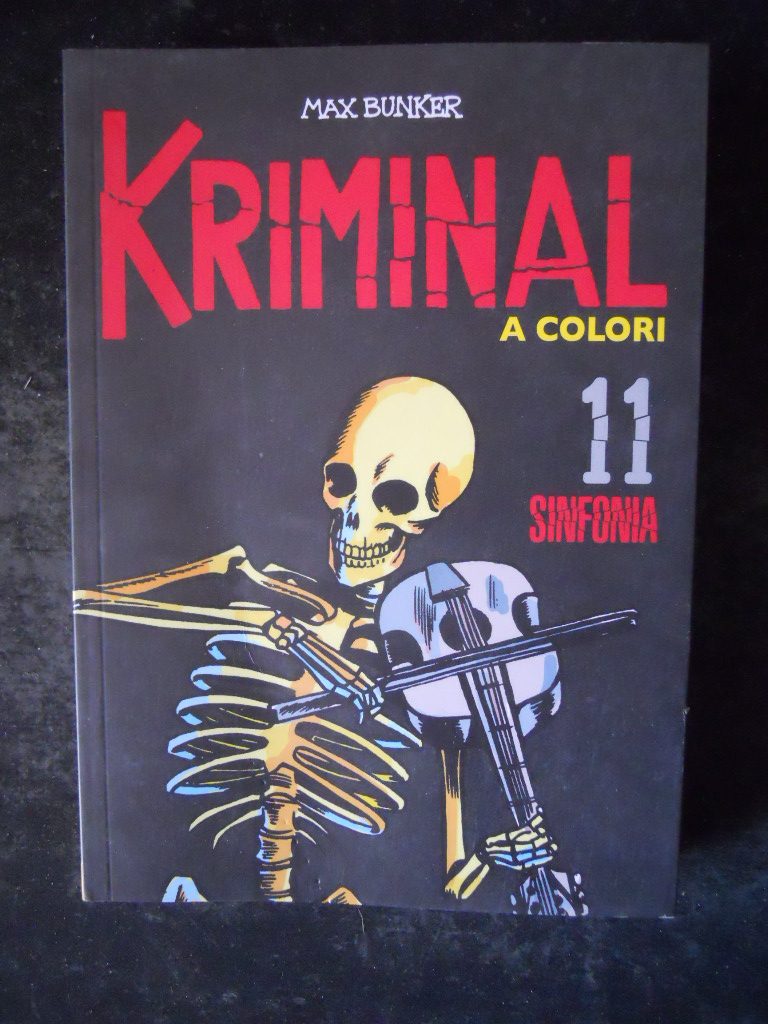 MAX BUNKER
KRIMINAL
A COLORI
11
SINFONIA